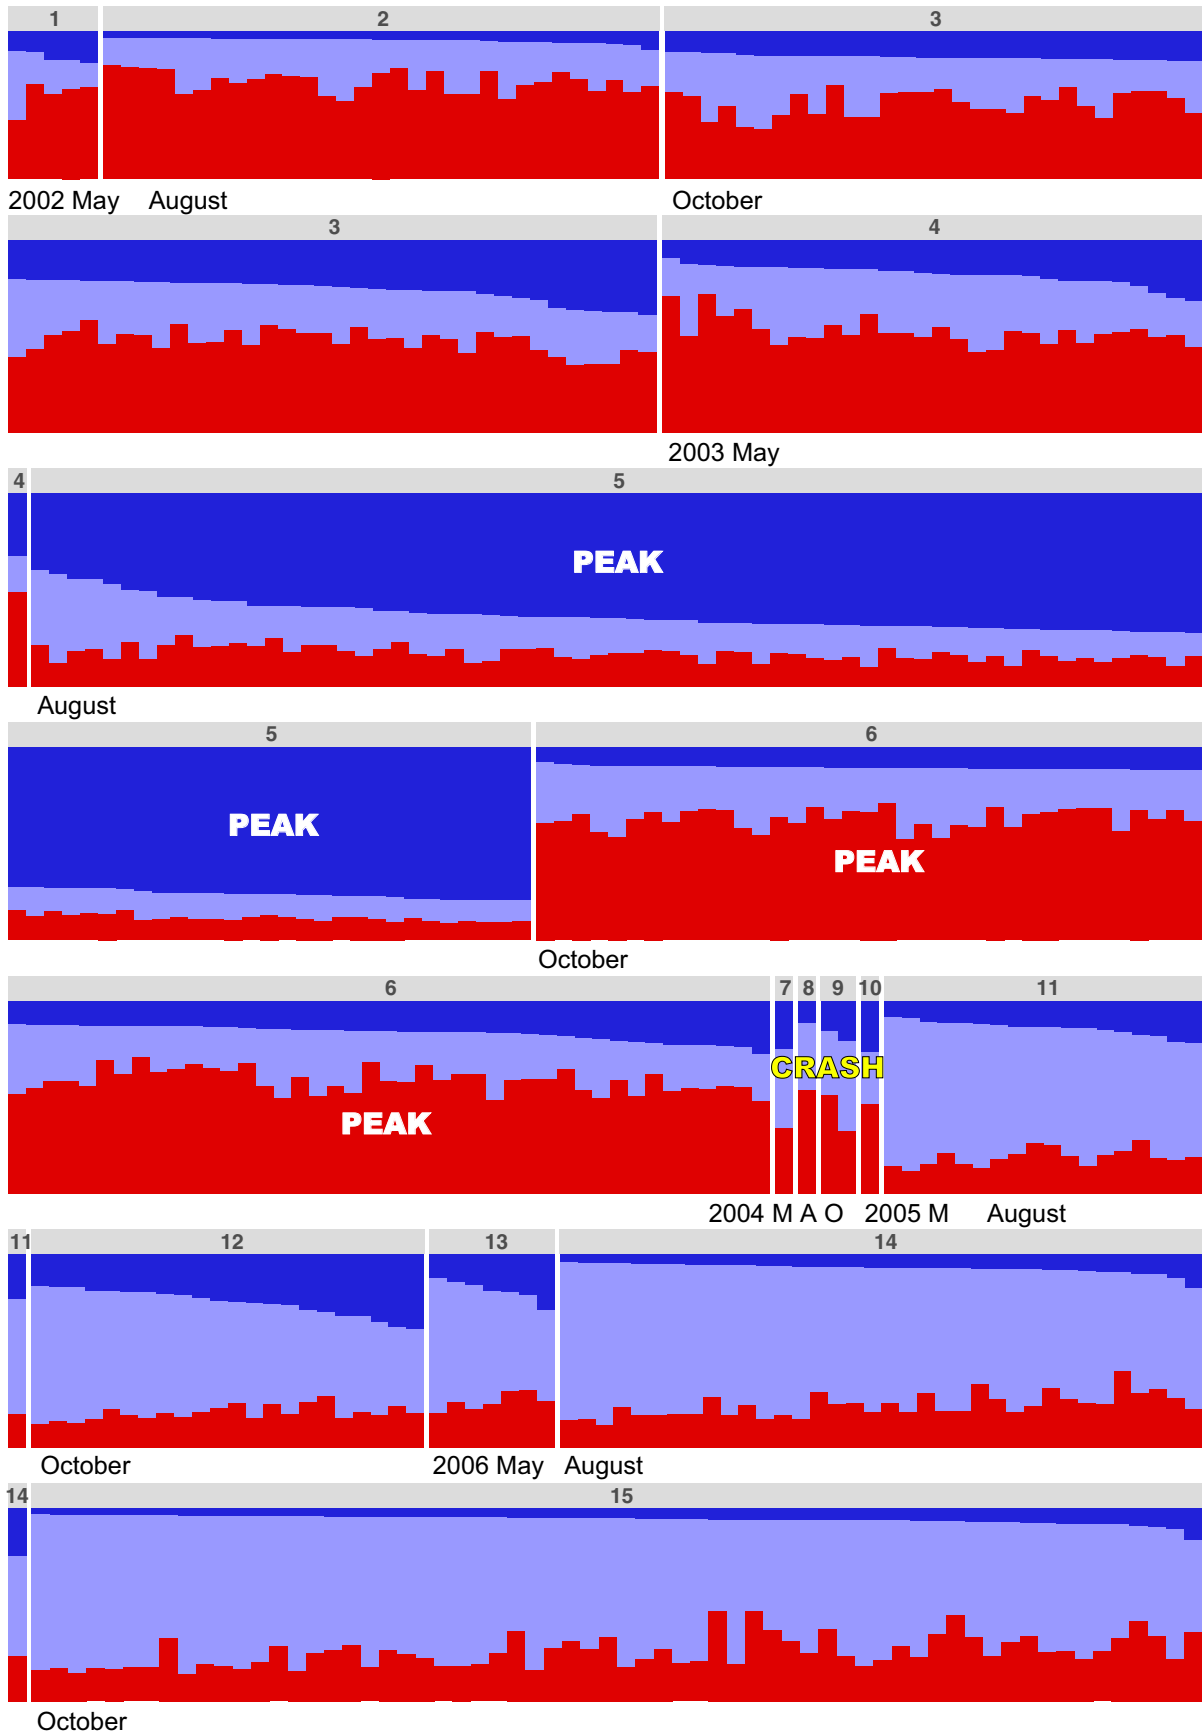 1 2 3
2002 May August October
3 4
2003 May
4 5
PEAK
August
5 6
PEAK
PEAK
October
6 7 8 9 10 11
CRASH
PEAK
2004 M A O 2005 M August
11 12 13 14
October 2006 May August
14 15
October